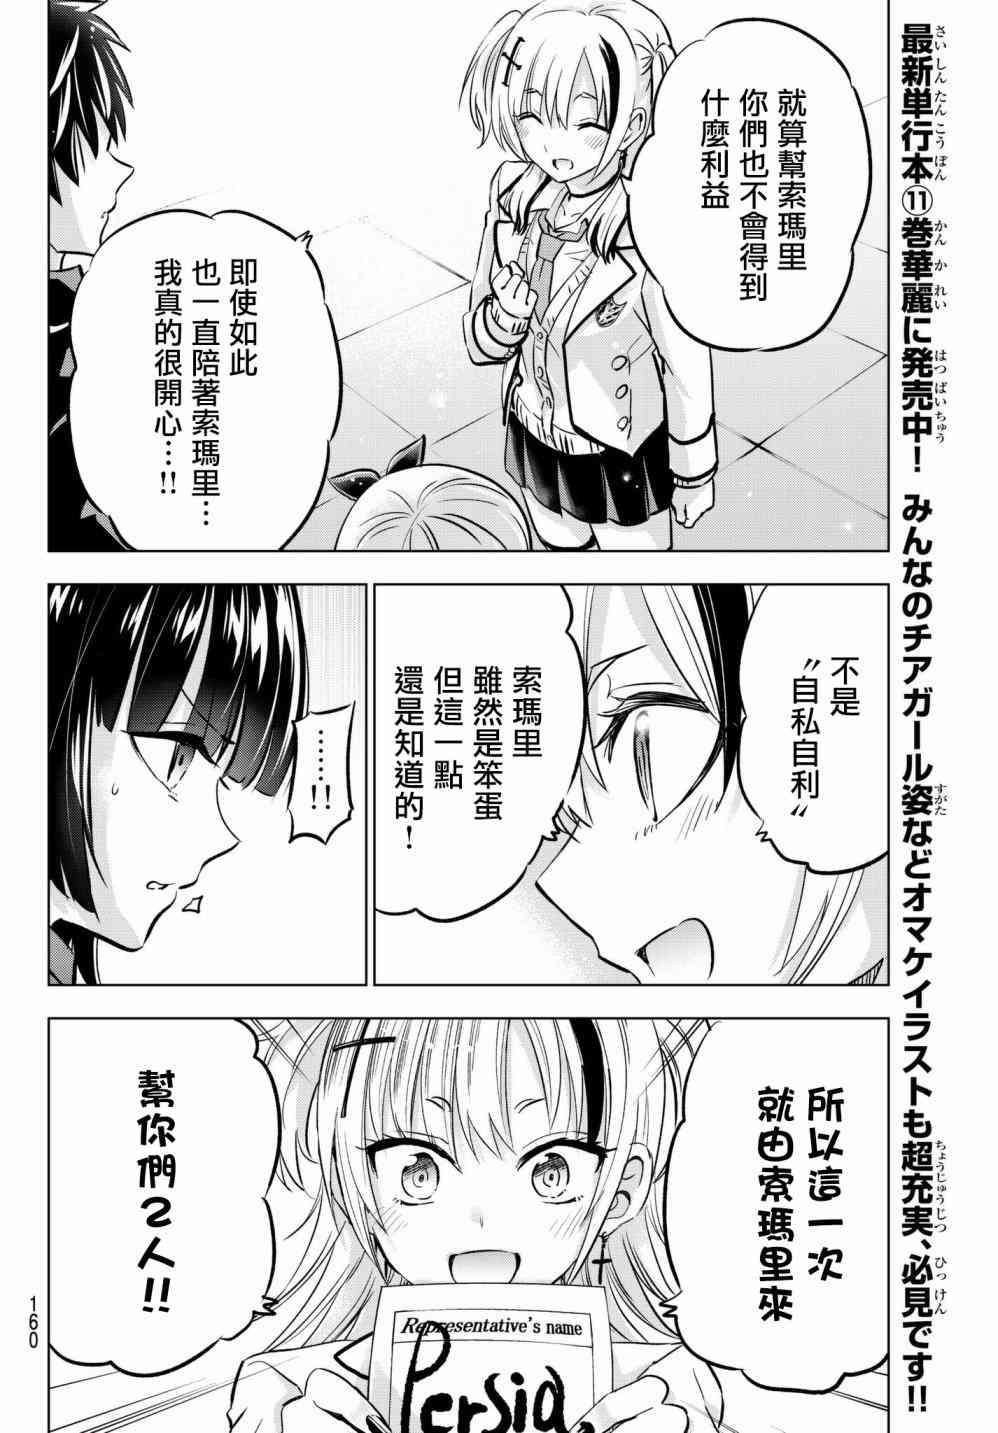 最新単行本⑪巻華麗に発売中！ みんなのチアガール姿などオマケイラストも超充実、必見です!!
さいしんたんこうぼん
かんかれい
はつばいちゅう
すがた
ちょうじゅうじつ
ひっけん
就算幫索瑪里
你們也不會得到
什麼利益
即使如此
也一直陪著索瑪里…
我真的很開心…!!
不是
〝自私自利〟
索瑪里
雖然是笨蛋
但這一點
還是知道的！
……!!
所以這一次
就由索瑪里來
幫你們2人!!
Representative's name
Persia
160